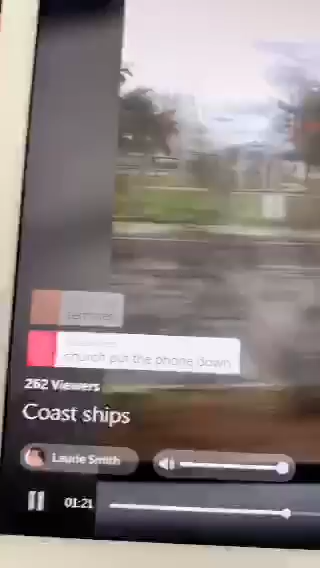 church put the phone down
262 Viewers
Coast ships
Laurie Smith
01:21